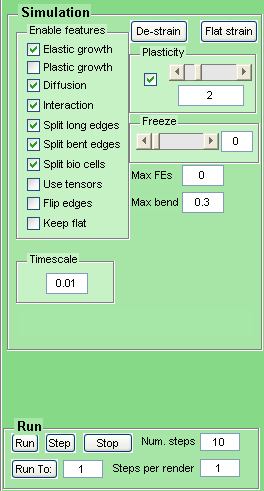 Simulation
Enable features
De-strain Flat strain
Elastic growth
Plastic growth
Diffusion
Interaction
Split long edges
Split bent edges
Split bio cells
Use tensors
Flip edges
Keep flat
Plasticity
2
Freeze
0
Max FEs 0
Max bend 0.3
Timescale
0.01
Run
Run Step Stop Num. steps 10
Run To: 1 Steps per render 1